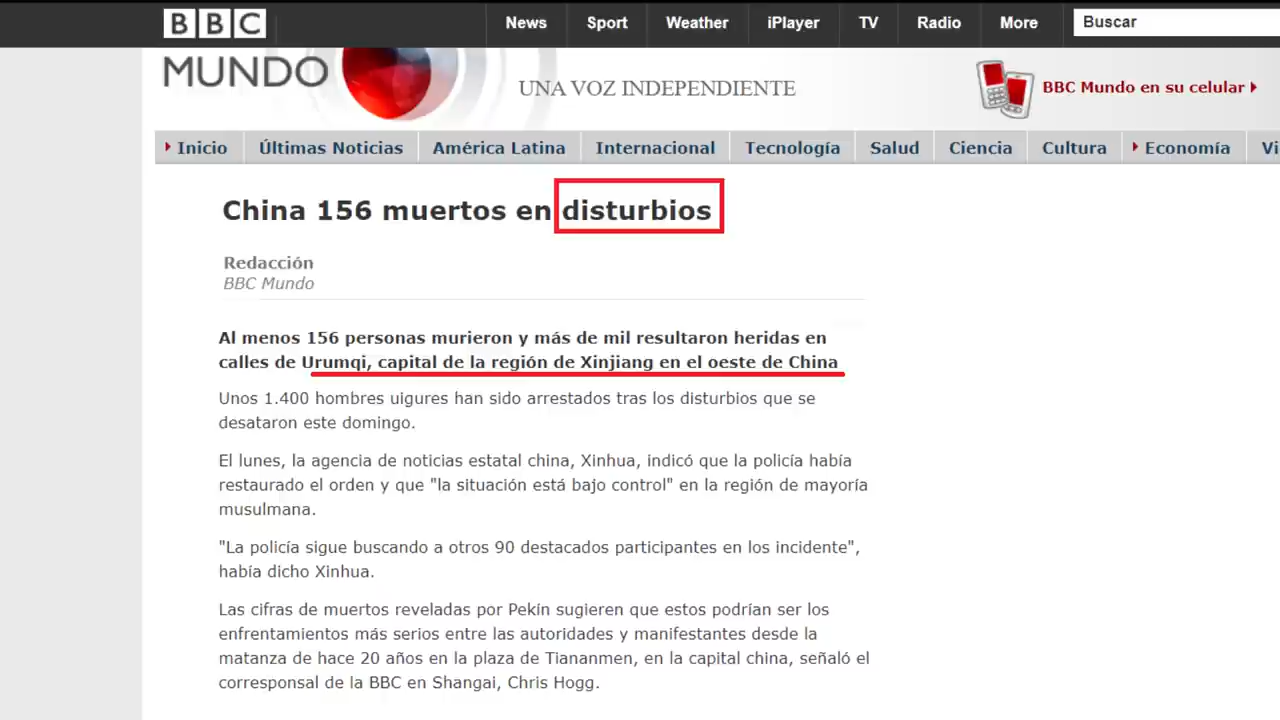 BBC News Sport Weather iPlayer TV Radio More Buscar
MUNDO UNA VOZ INDEPENDIENTE BBC Mundo en su celular
Inicio Últimas Noticias América Latina Internacional Tecnología Salud Ciencia Cultura Economía Vi
China 156 muertos en disturbios
Redacción
BBC Mundo
Al menos 156 personas murieron y más de mil resultaron heridas en
calles de Urumqi, capital de la región de Xinjiang en el oeste de China
Unos 1.400 hombres uigures han sido arrestados tras los disturbios que se
desataron este domingo.
El lunes, la agencia de noticias estatal china, Xinhua, indicó que la policía había
restaurado el orden y que "la situación está bajo control" en la región de mayoría
musulmana.
"La policía sigue buscando a otros 90 destacados participantes en los incidente",
había dicho Xinhua.
Las cifras de muertos reveladas por Pekín sugieren que estos podrían ser los
enfrentamientos más serios entre las autoridades y manifestantes desde la
matanza de hace 20 años en la plaza de Tiananmen, en la capital china, señaló el
corresponsal de la BBC en Shangai, Chris Hogg.